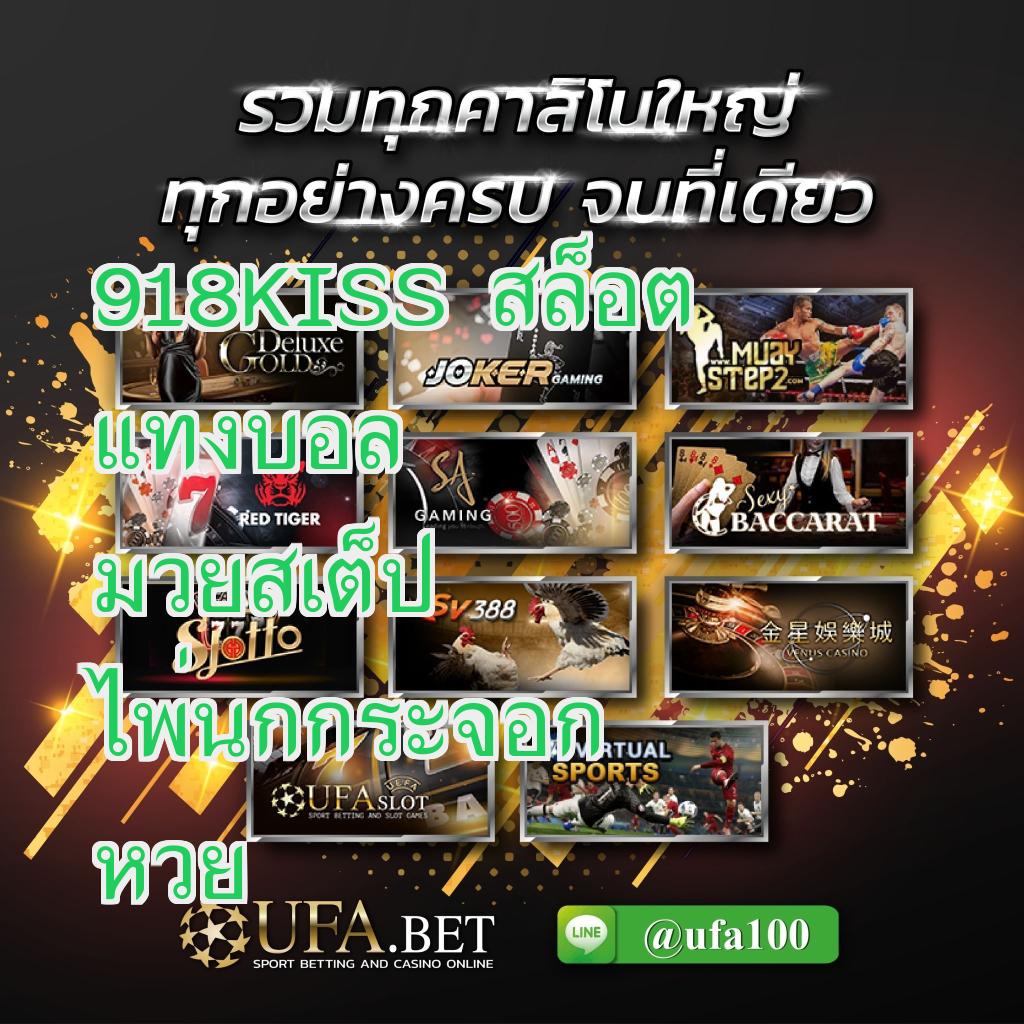 รวมทุกคาสิโนใหญ่
ทุกอย่างครบ จบที่เดียว
918KISS สล็อต
Deluxe
GOLD
JOKER GAMING
WWW.MUAY
STEP2.COM
แทงบอล
7
RED TIGER
SA
GAMING
Sexy
BACCARAT
มวยสเต็ป
Slotto
SV388
金星娛樂城
VENUS CASINO
ไพ่นกกระจอก
UEFA
UFASLOT
SPORT BETTING AND SLOT GAMES
VIRTUAL
SPORTS
หวย
UFA.BET
SPORT BETTING AND CASINO ONLINE
LINE
@ufa100